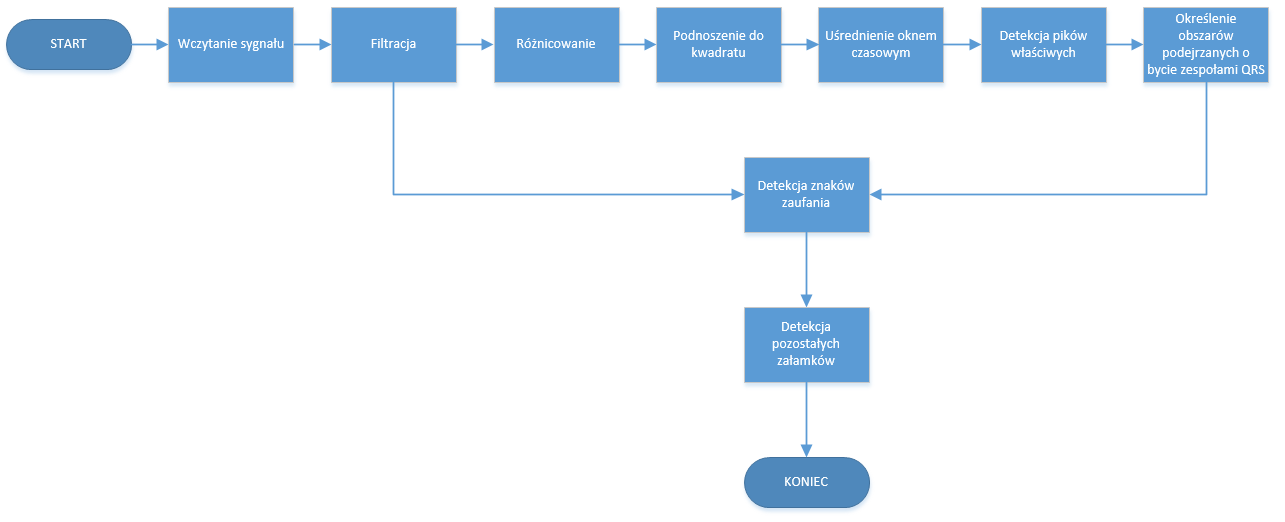 START
Wczytanie sygnału
Filtracja
Różnicowanie
Podnoszenie do
kwadratu
Uśrednienie oknem
czasowym
Detekcja pików
właściwych
Określenie
obszarów
podejrzanych o
bycie zespołami QRS
Detekcja znaków
zaufania
Detekcja
pozostałych
załamków
KONIEC